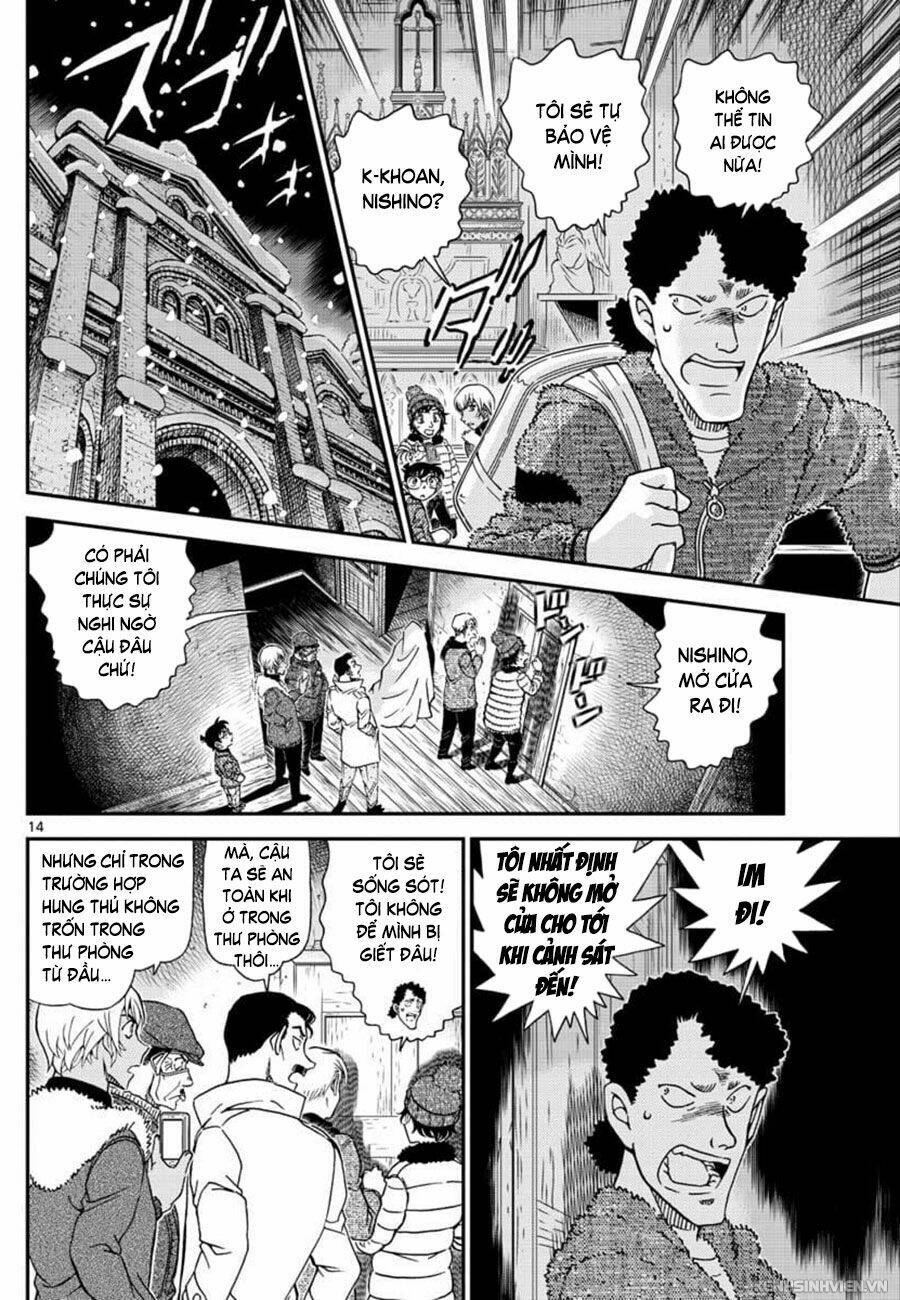 KHÔNG
THỂ TIN
AI ĐƯỢC
NỮA!
TÔI SẼ TỰ
BẢO VỆ
MÌNH!
K-KHOAN,
NISHINO?
NISHINO,
MỞ CỬA
RA ĐI!
CÓ PHẢI
CHÚNG TÔI
THỰC SỰ
NGHI NGỜ
CẬU ĐÂU
CHỨ!
14
IM
ĐI!
TÔI NHẤT ĐỊNH
SẼ KHÔNG MỞ
CỬA CHO TỚI
KHI CẢNH SÁT
ĐẾN!
TÔI SẼ
SỐNG SÓT!
TÔI KHÔNG
ĐỂ MÌNH BỊ
GIẾT ĐÂU!
MÀ, CẬU
TA SẼ AN
TOÀN KHI
Ở TRONG
THƯ PHÒNG
THÔI...
NHƯNG CHỈ TRONG
TRƯỜNG HỢP
HUNG THỦ KHÔNG
TRỐN TRONG
THƯ PHÒNG
TỪ ĐẦU...
KENHSINHVIEN.VN